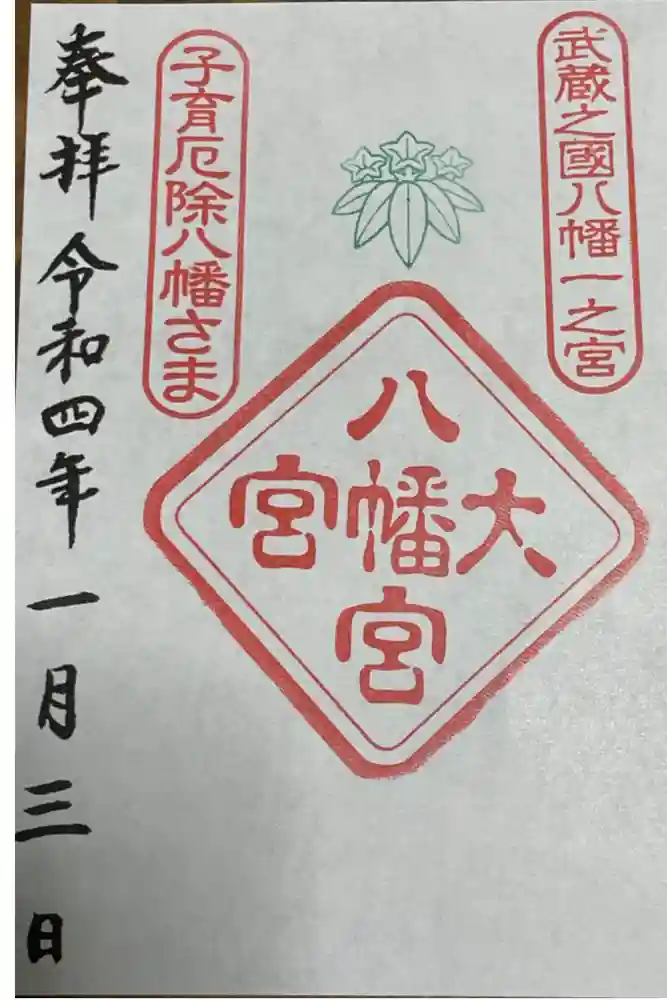 武蔵之國八幡一之宮
大
八幡宮
宮
子育厄除八幡さま
奉拝 令和四年 一月 三日